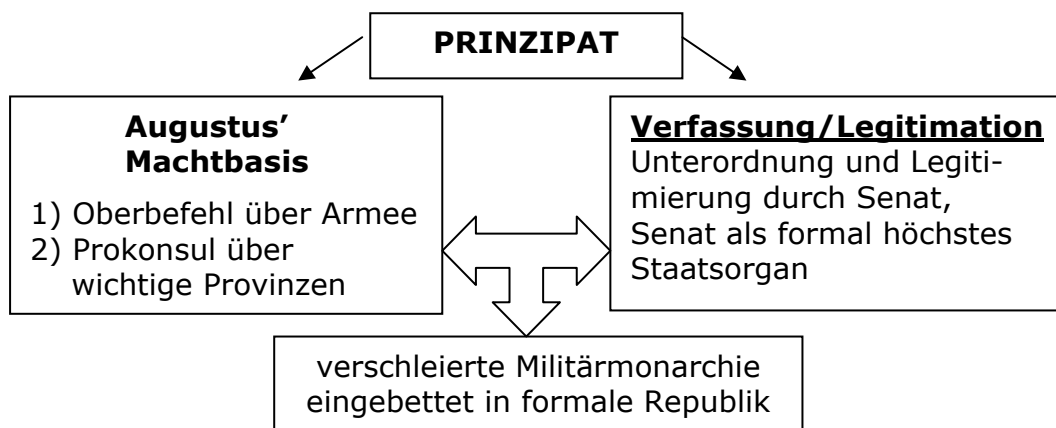 PRINZIPAT
Augustus’
Machtbasis
1) Oberbefehl über Armee
2) Prokonsul über
wichtige Provinzen
Verfassung/Legitimation
Unterordnung und Legiti-
mierung durch Senat,
Senat als formal höchstes
Staatsorgan
verschleierte Militärmonarchie
eingebettet in formale Republik